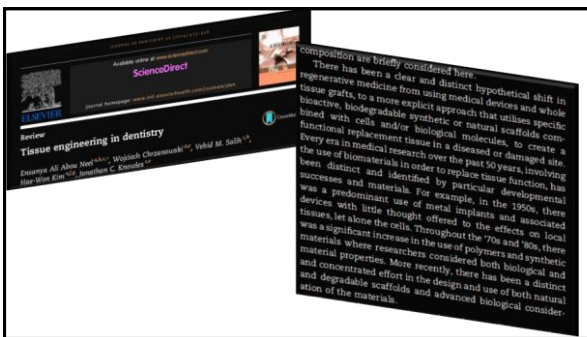 JOURNAL OF DENTISTRY 42 (2014) 915–928
Available online at www.sciencedirect.com
ScienceDirect
journal homepage: www.intl.elsevierhealth.com/journals/jden
ELSEVIER
Review
Tissue engineering in dentistry
Ensanya Ali Abou Neel, Wojciech Chrzanowski, Vehid M. Salih,
Hae-Won Kim, Jonathan C. Knowles
composition are briefly considered here.
There has been a clear and distinct hypothetical shift in
regenerative medicine from using medical devices and whole
tissue grafts, to a more explicit approach that utilises specific
bioactive, biodegradable synthetic or natural scaffolds com-
bined with cells and/or biological molecules, to create a
functional replacement tissue in a diseased or damaged site.
Every era in medical research over the past 50 years, involving
the use of biomaterials in order to replace tissue function, has
been distinct and identified by particular developmental
successes and materials. For example, in the 1950s, there
was a predominant use of metal implants and associated
devices with little thought offered to the effects on local
tissues, let alone the cells. Throughout the '70s and '80s, there
was a significant increase in the use of polymers and synthetic
materials where researchers considered both biological and
material properties. More recently, there has been a distinct
and concentrated effort in the design and use of both natural
and degradable scaffolds and advanced biological consider-
ation of the materials.